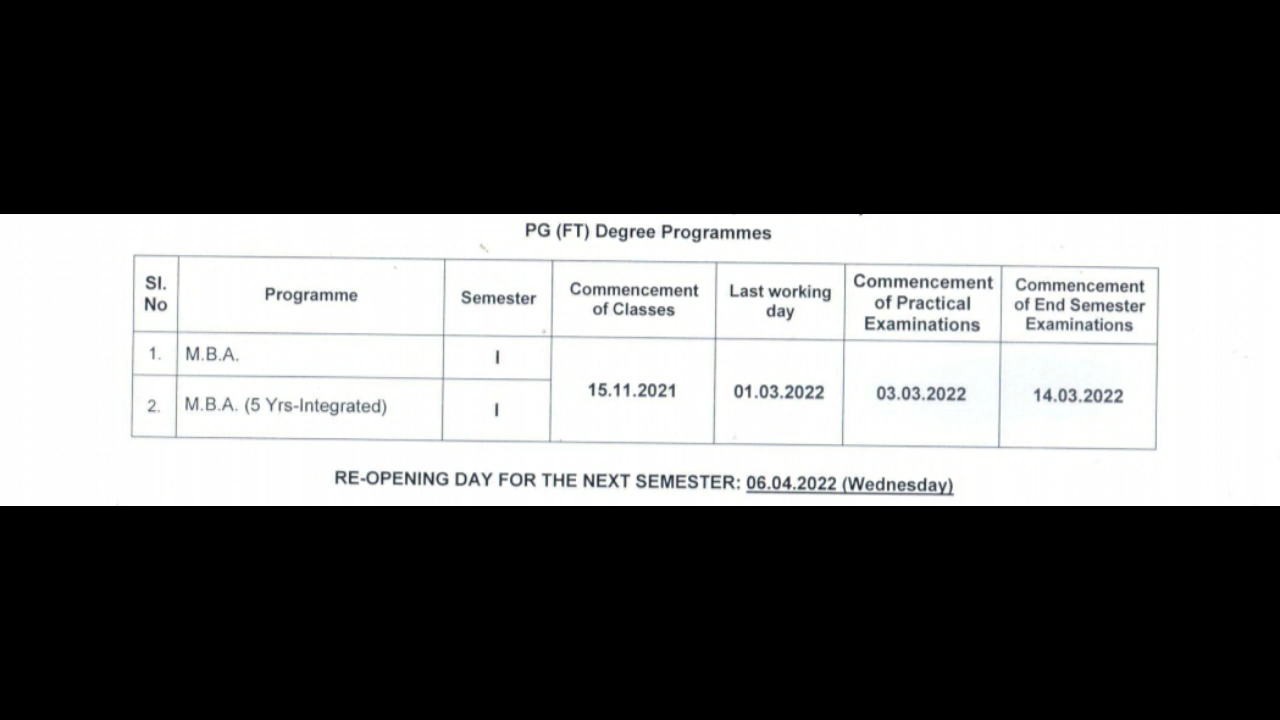 PG (FT) Degree Programmes
Sl. No Programme Semester Commencement of Classes Last working day Commencement of Practical Examinations Commencement of End Semester Examinations
1. M.B.A. I 15.11.2021 01.03.2022 03.03.2022 14.03.2022
2. M.B.A. (5 Yrs-Integrated) I
RE-OPENING DAY FOR THE NEXT SEMESTER: 06.04.2022 (Wednesday)